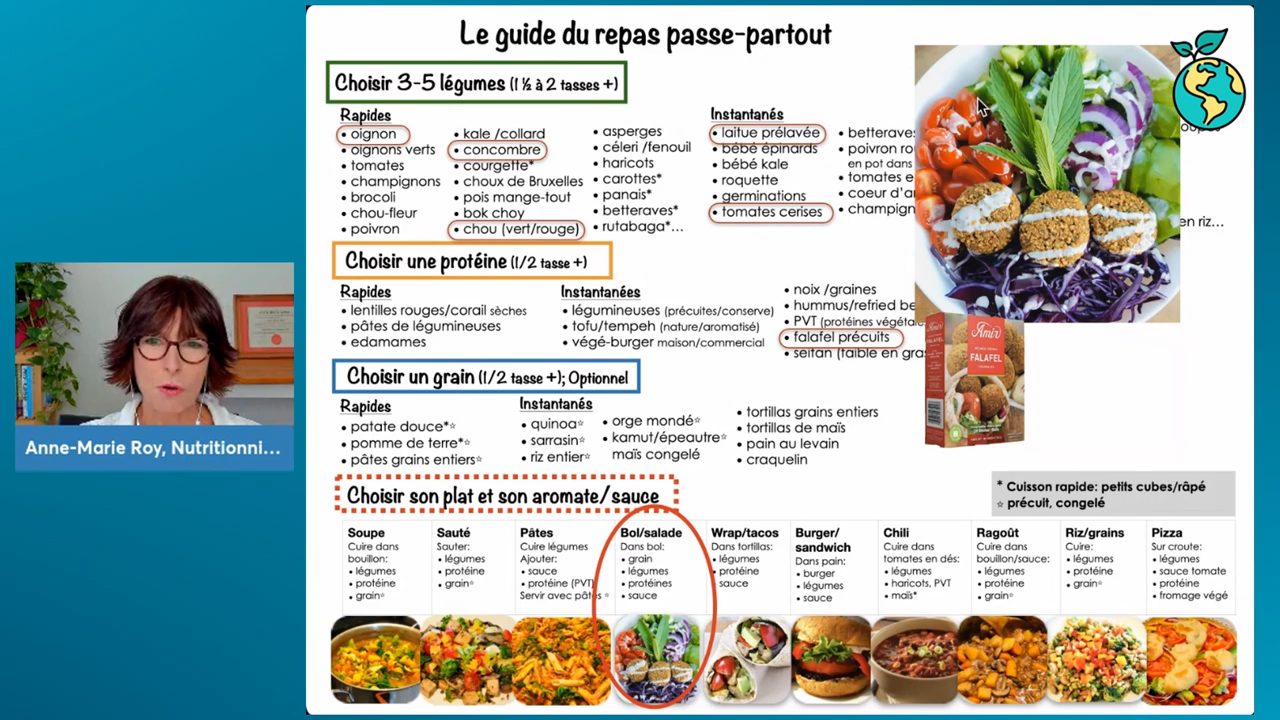 Le guide du repas passe-partout
Choisir 3-5 légumes (1 ½ à 2 tasses +)
Rapides
• oignon
• oignons verts
• tomates
• champignons
• brocoli
• chou-fleur
• poivron
• kale /collard
• concombre
• courgette*
• choux de Bruxelles
• pois mange-tout
• bok choy
• chou (vert/rouge)
• asperges
• céleri /fenouil
• haricots
• carottes*
• panais*
• betteraves*
• rutabaga*...
Instantanés
• laitue prélavée
• bébé épinards
• bébé kale
• roquette
• germinations
• tomates cerises
• betteraves
• poivron
en pot dans
• tomates
• coeur
• champign
en riz...
Choisir une protéine (1/2 tasse +)
Rapides
• lentilles rouges/corail sèches
• pâtes de légumineuses
• edamames
Instantanées
• légumineuses (précuites/conserve)
• tofu/tempeh (nature/aromatisé)
• végé-burger maison/commercial
• noix /graines
• hummus/refried be
• PVT (protéines végétale
• falafel précuits
• seitan (faible en
Amir
FALAFEL
Choisir un grain (1/2 tasse +); Optionnel
Rapides
• patate douce*☆
• pomme de terre*☆
• pâtes grains entiers☆
Instantanés
• quinoa☆
• sarrasin☆
• riz entier☆
• orge mondé☆
• kamut/épeautre☆
maïs congelé
• tortillas grains entiers
• tortillas de maïs
• pain au levain
• craquelin
Choisir son plat et son aromate/sauce
* Cuisson rapide: petits cubes/râpé
☆ précuit, congelé
Soupe
Cuire dans
bouillon:
• légumes
• protéine
• grain☆
Sauté
Sauter:
• légumes
• protéine
• grain☆
Pâtes
Cuire légumes
Ajouter:
• sauce
• protéine (PVT)
Servir avec pâtes ☆
Bol/salade
Dans bol:
• grain
• légumes
• protéines
• sauce
Wrap/tacos
Dans tortillas:
• légumes
• protéine
• sauce
Burger/
sandwich
Dans pain:
• burger
• légumes
• sauce
Chili
Cuire dans
tomates en dés:
• légumes
• haricots, PVT
• maïs*
Ragoût
Cuire dans
bouillon/sauce:
• légumes
• protéine
• grain☆
Riz/grains
Cuire:
• légumes
• protéine
• grain☆
Pizza
Sur croute:
• légumes
• sauce tomate
• protéine
• fromage végé
Anne-Marie Roy, Nutritionni...